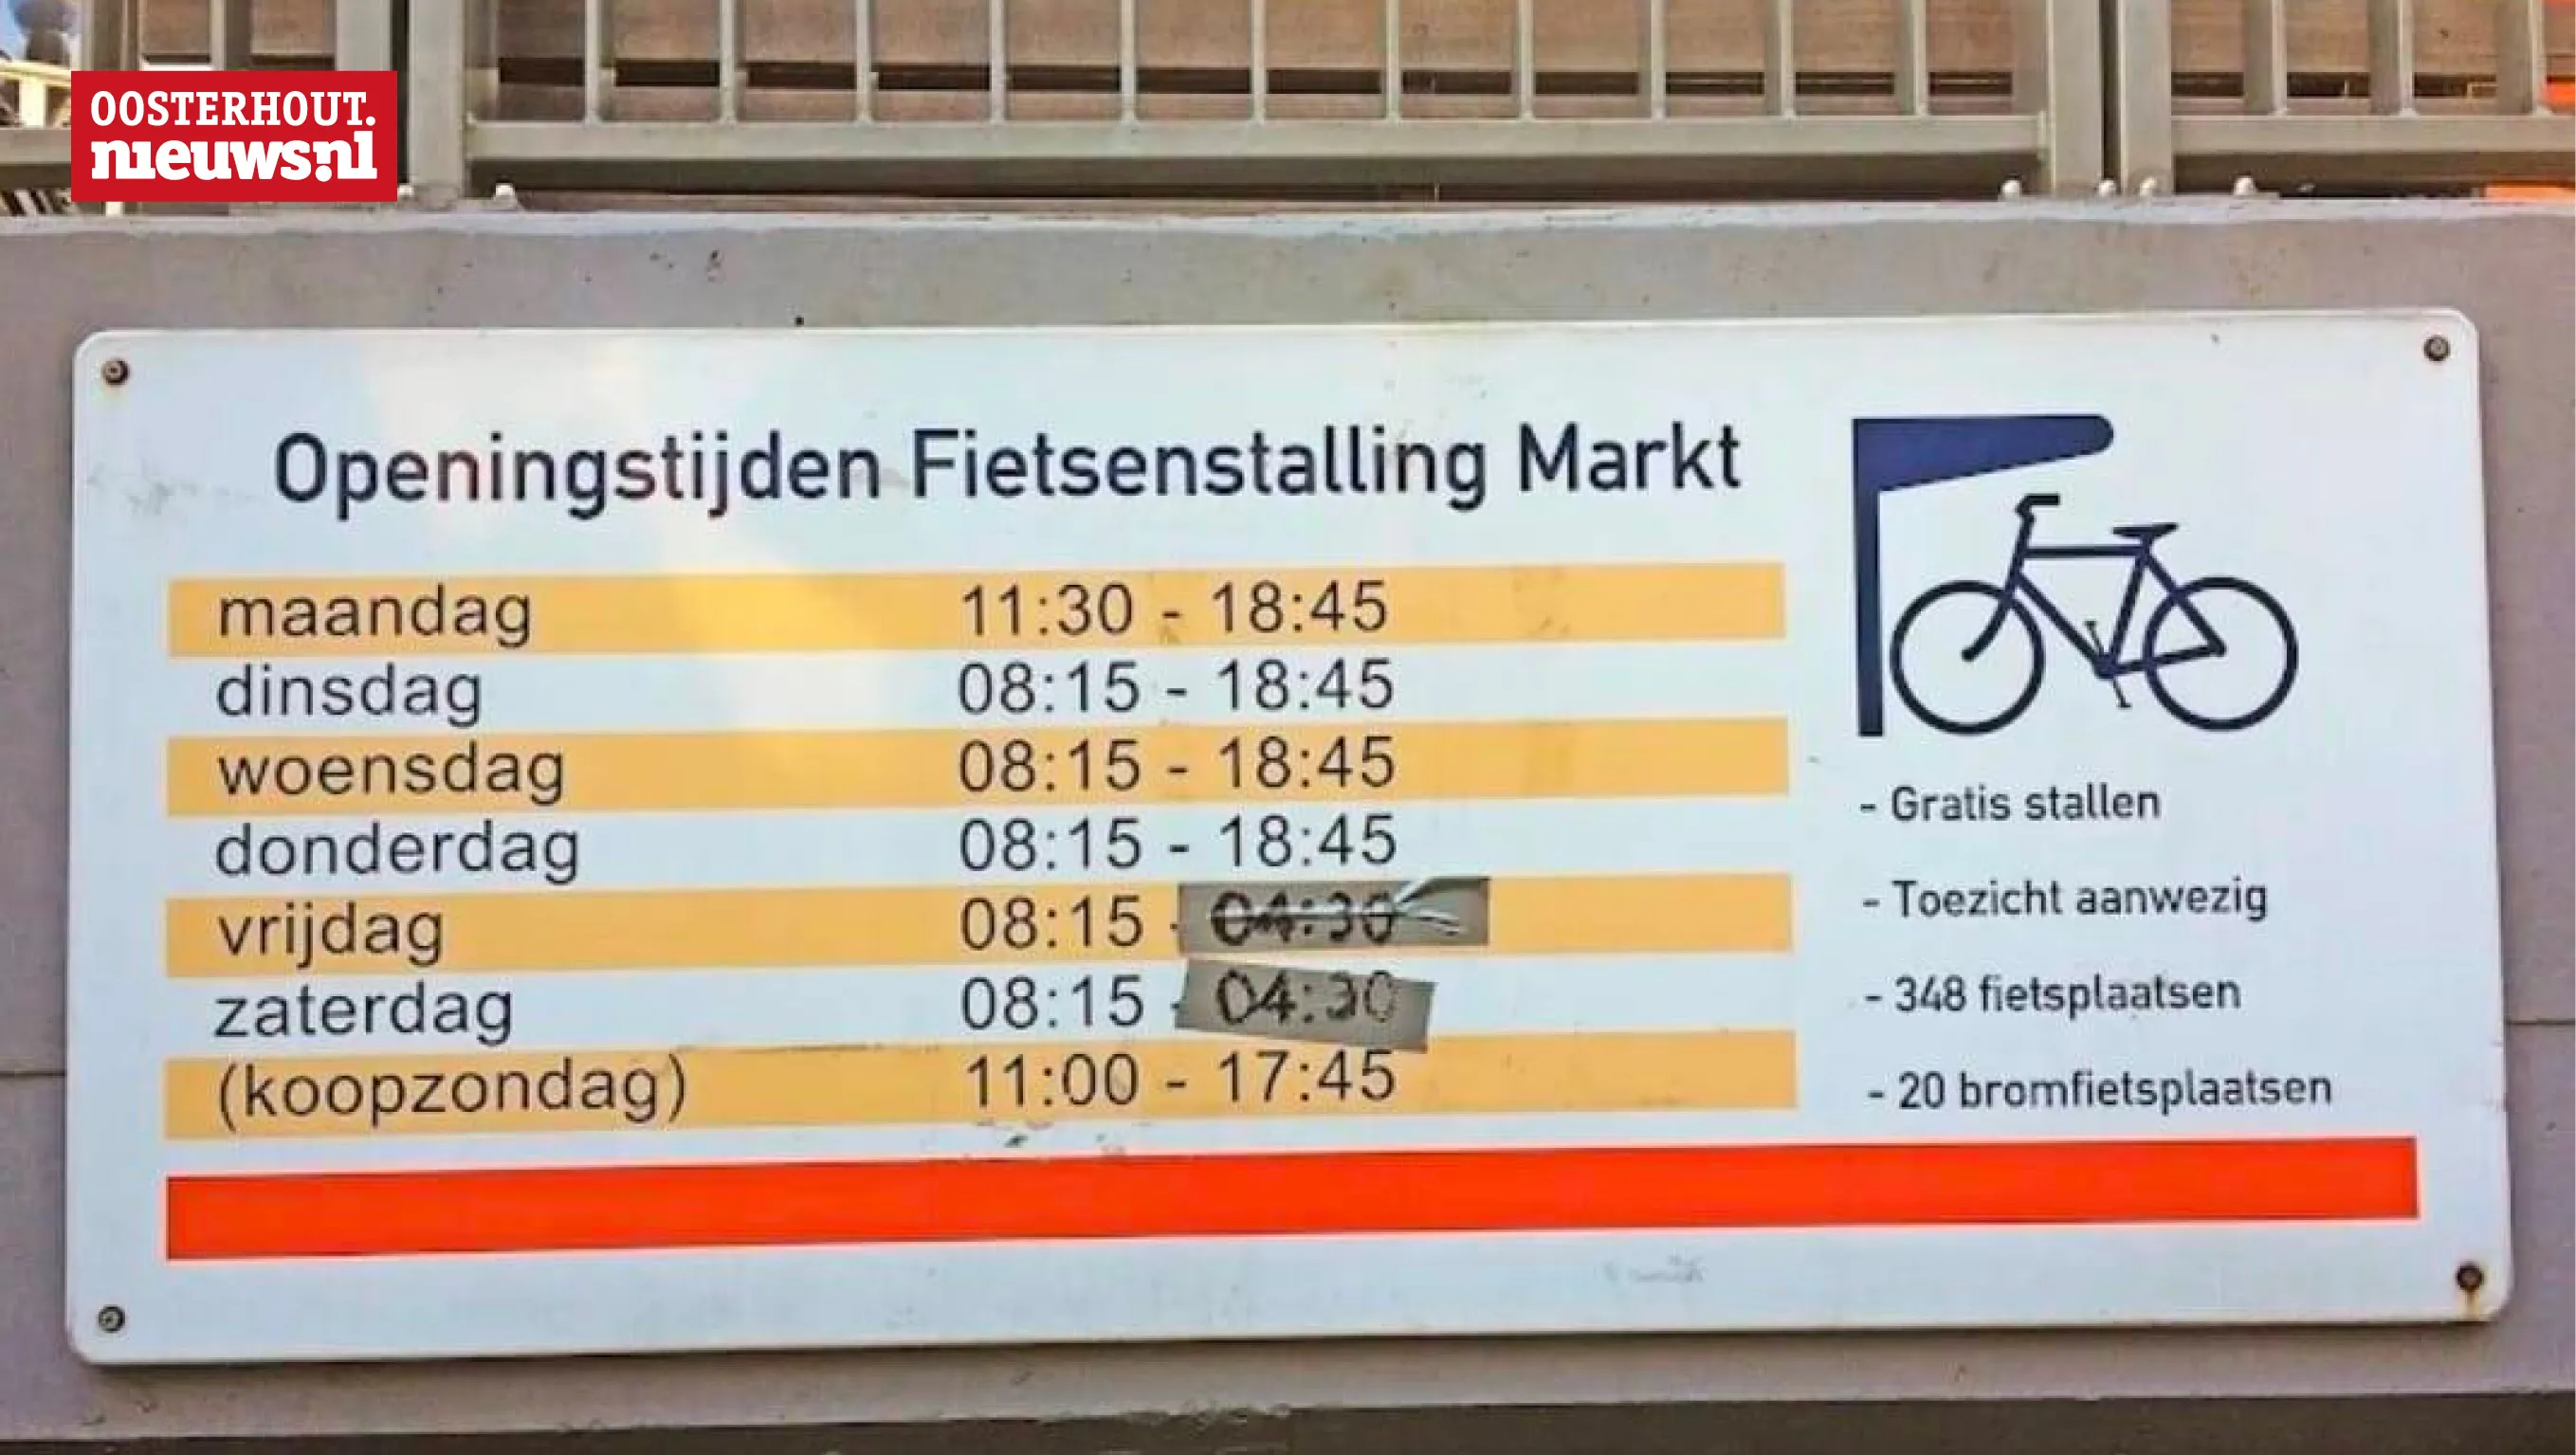 OOSTERHOUT.
nieuws.nl
Openingstijden Fietsenstalling Markt
maandag 11:30 - 18:45
dinsdag 08:15 - 18:45
woensdag 08:15 - 18:45
donderdag 08:15 - 18:45
vrijdag 08:15 - 04:30
zaterdag 08:15 - 04:30
(koopzondag) 11:00 - 17:45
- Gratis stallen
- Toezicht aanwezig
- 348 fietsplaatsen
- 20 bromfietsplaatsen